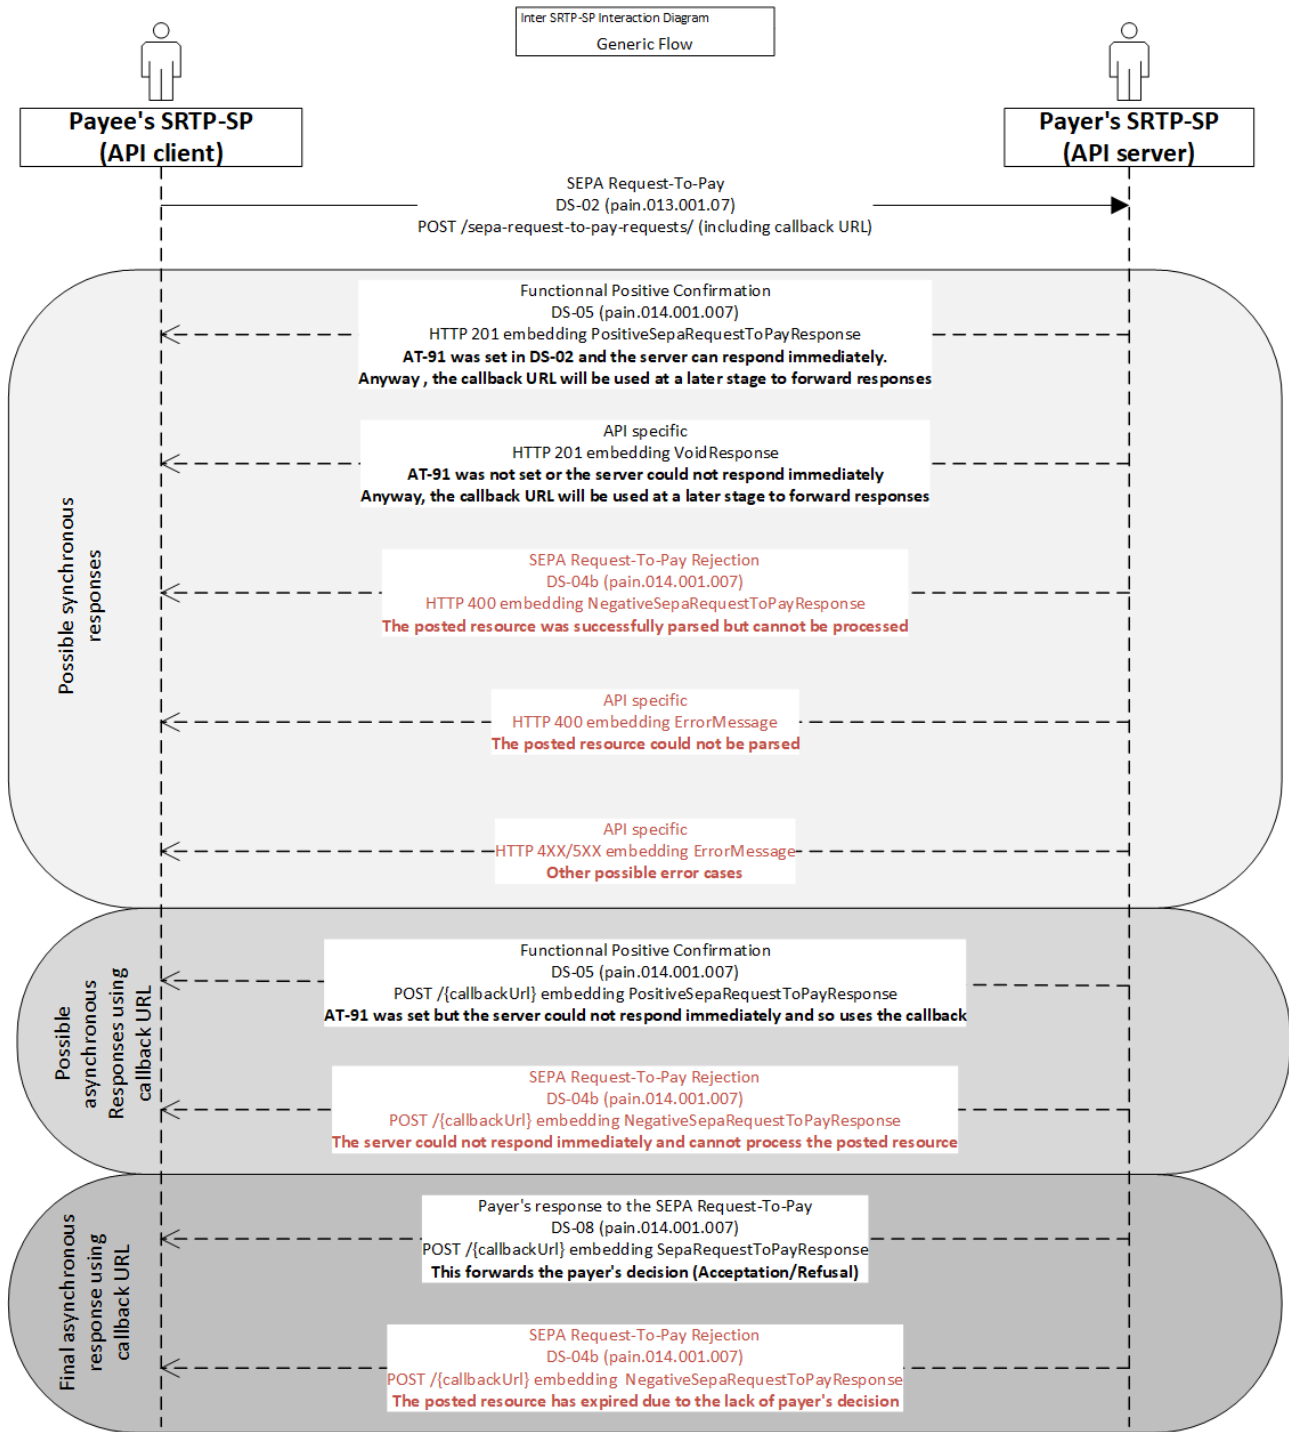 Inter SRTP-SP Interaction Diagram
Generic Flow
Payee's SRTP-SP
(API client)
Payer's SRTP-SP
(API server)
SEPA Request-To-Pay
DS-02 (pain.013.001.07)
POST /sepa-request-to-pay-requests/ (including callback URL)
Possible synchronous
responses
Functionnal Positive Confirmation
DS-05 (pain.014.001.007)
HTTP 201 embedding PositiveSepaRequestToPayResponse
AT-91 was set in DS-02 and the server can respond immediately.
Anyway , the callback URL will be used at a later stage to forward responses
API specific
HTTP 201 embedding VoidResponse
AT-91 was not set or the server could not respond immediately
Anyway, the callback URL will be used at a later stage to forward responses
SEPA Request-To-Pay Rejection
DS-04b (pain.014.001.007)
HTTP 400 embedding NegativeSepaRequestToPayResponse
The posted resource was successfully parsed but cannot be processed
API specific
HTTP 400 embedding ErrorMessage
The posted resource could not be parsed
API specific
HTTP 4XX/5XX embedding ErrorMessage
Other possible error cases
Possible
asynchronous
Responses using
callback URL
Functionnal Positive Confirmation
DS-05 (pain.014.001.007)
POST /{callbackUrl} embedding PositiveSepaRequestToPayResponse
AT-91 was set but the server could not respond immediately and so uses the callback
SEPA Request-To-Pay Rejection
DS-04b (pain.014.001.007)
POST /{callbackUrl} embedding NegativeSepaRequestToPayResponse
The server could not respond immediately and cannot process the posted resource
Final asynchronous
response using
callback URL
Payer's response to the SEPA Request-To-Pay
DS-08 (pain.014.001.007)
POST /{callbackUrl} embedding SepaRequestToPayResponse
This forwards the payer's decision (Acceptation/Refusal)
SEPA Request-To-Pay Rejection
DS-04b (pain.014.001.007)
POST /{callbackUrl} embedding  NegativeSepaRequestToPayResponse
The posted resource has expired due to the lack of payer's decision